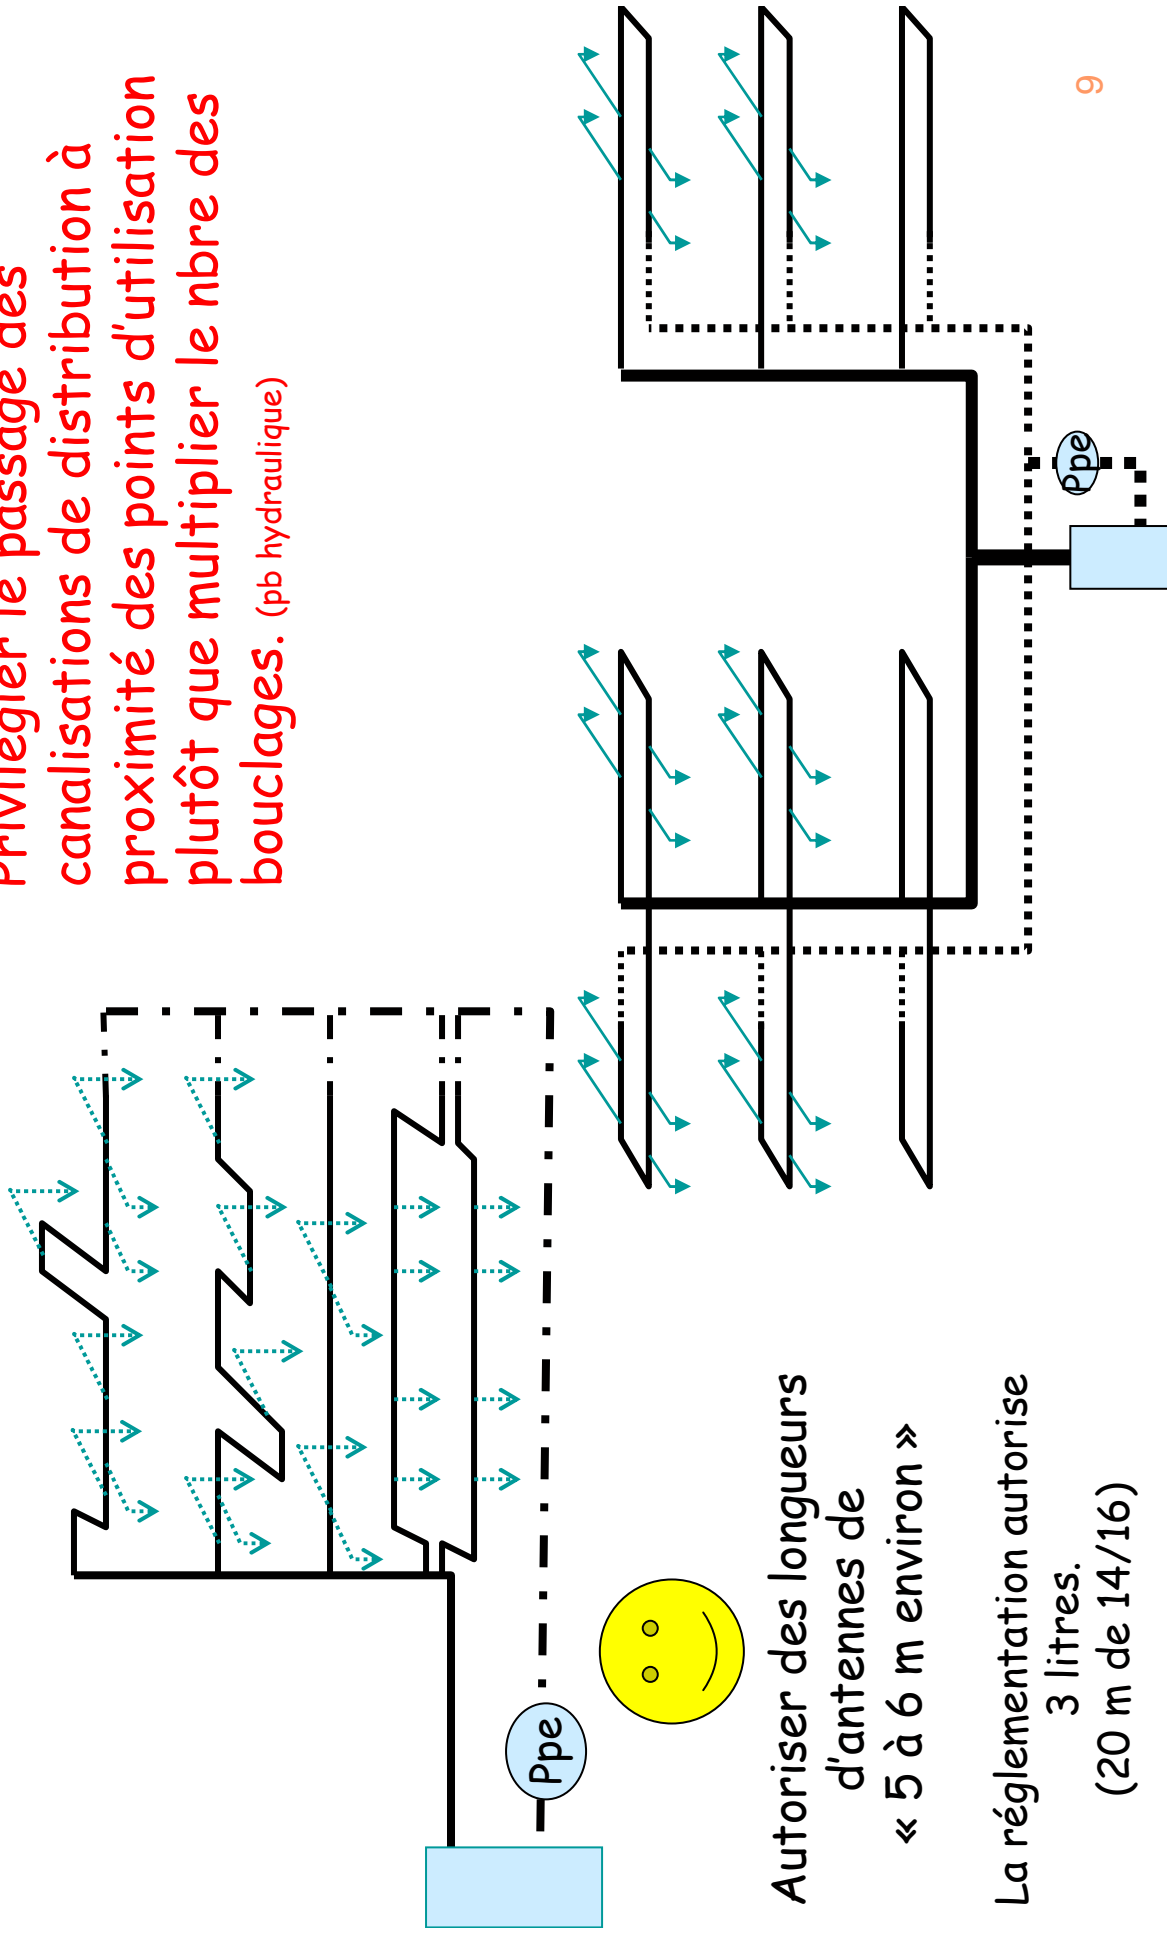 Privilégier le passage des
canalisations de distribution à
proximité des points d'utilisation
plutôt que multiplier le nbre des
bouclages. (pb hydraulique)
Ppe
Autoriser des longueurs
d'antennes de
« 5 à 6 m environ »
La réglementation autorise
3 litres.
(20 m de 14/16)
Ppe
9